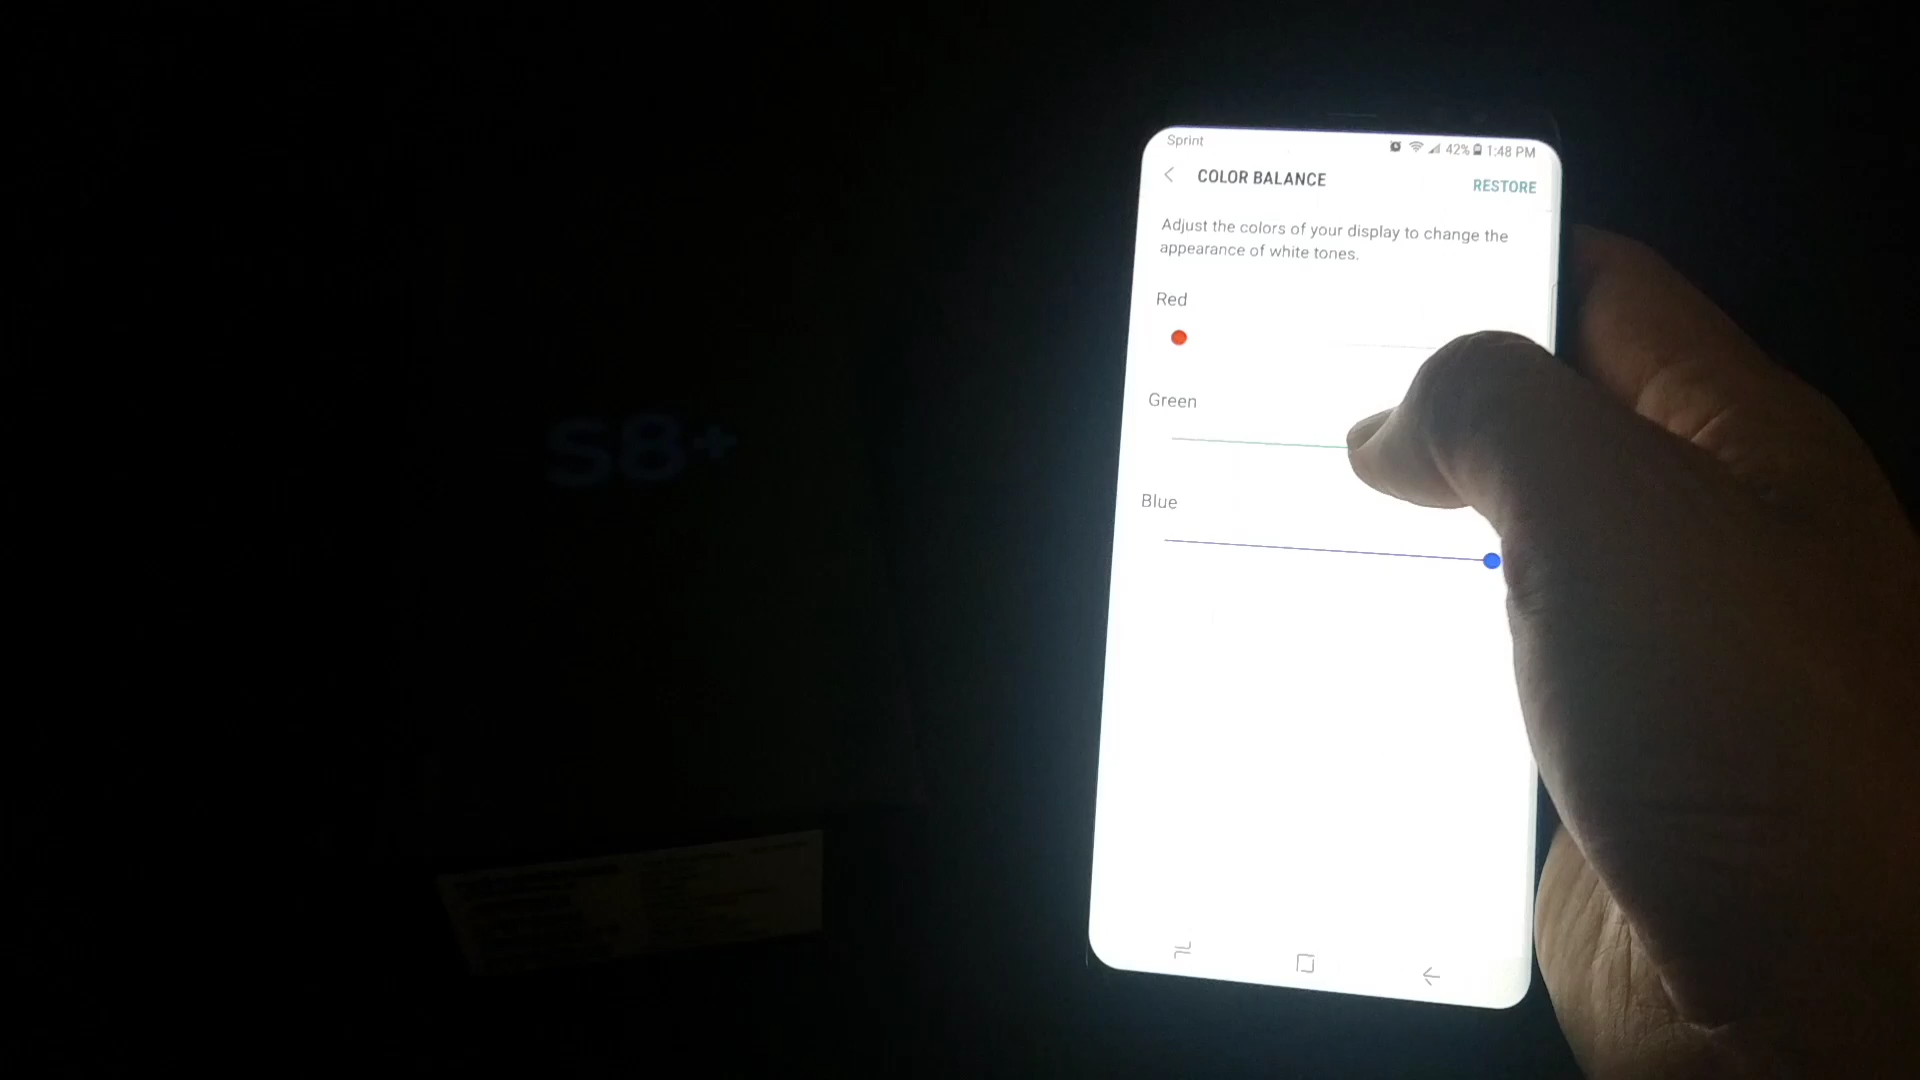 S8+
Sprint
42% 1:48 PM
COLOR BALANCE
RESTORE
Adjust the colors of your display to change the
appearance of white tones.
Red
Green
Blue